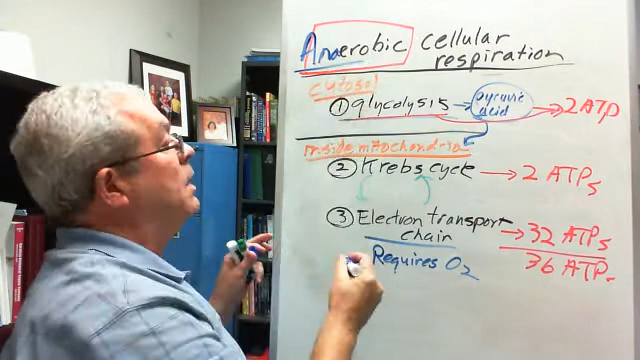 Anaerobic cellular
respiration
cytosol
① glycolysis → pyruvic
acid → 2 ATP
inside mitochondria
② Krebs cycle → 2 ATPs
③ Electron transport
chain → 32 ATPs
Requires O2 36 ATPs